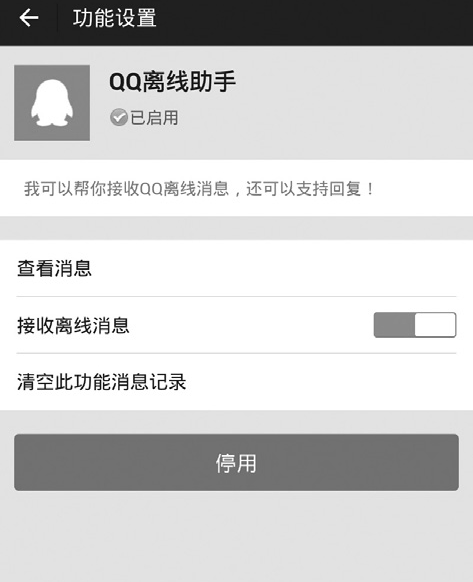 功能设置
QQ离线助手
已启用
我可以帮你接收QQ离线消息，还可以支持回复！
查看消息
接收离线消息
清空此功能消息记录
停用